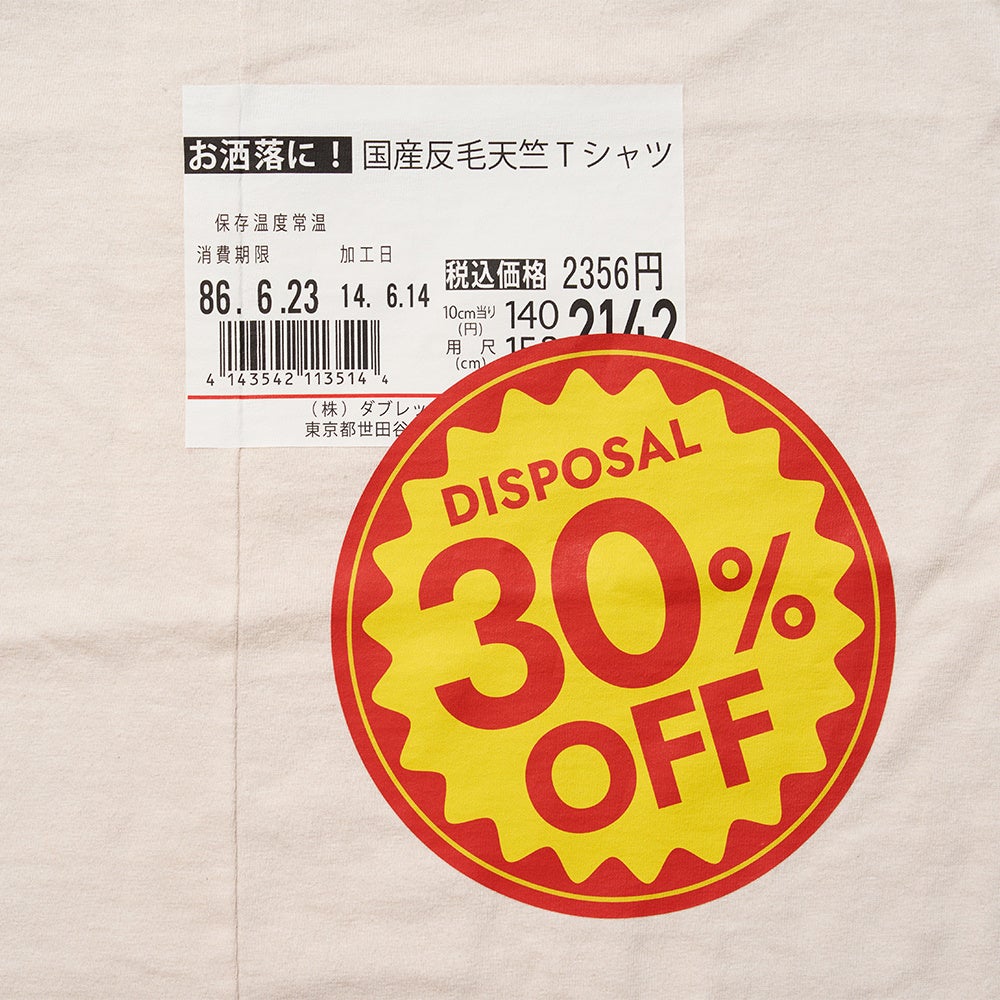 お洒落に！ 国産反毛天竺Ｔシャツ
保存温度常温
消費期限 加工日
86. 6.23 14. 6.14
税込価格 2356円
10cm当り(円) 140
2142
用尺(cm)
4 143542 113514 4
（株）ダブレッ
東京都世田谷
DISPOSAL
30%
OFF